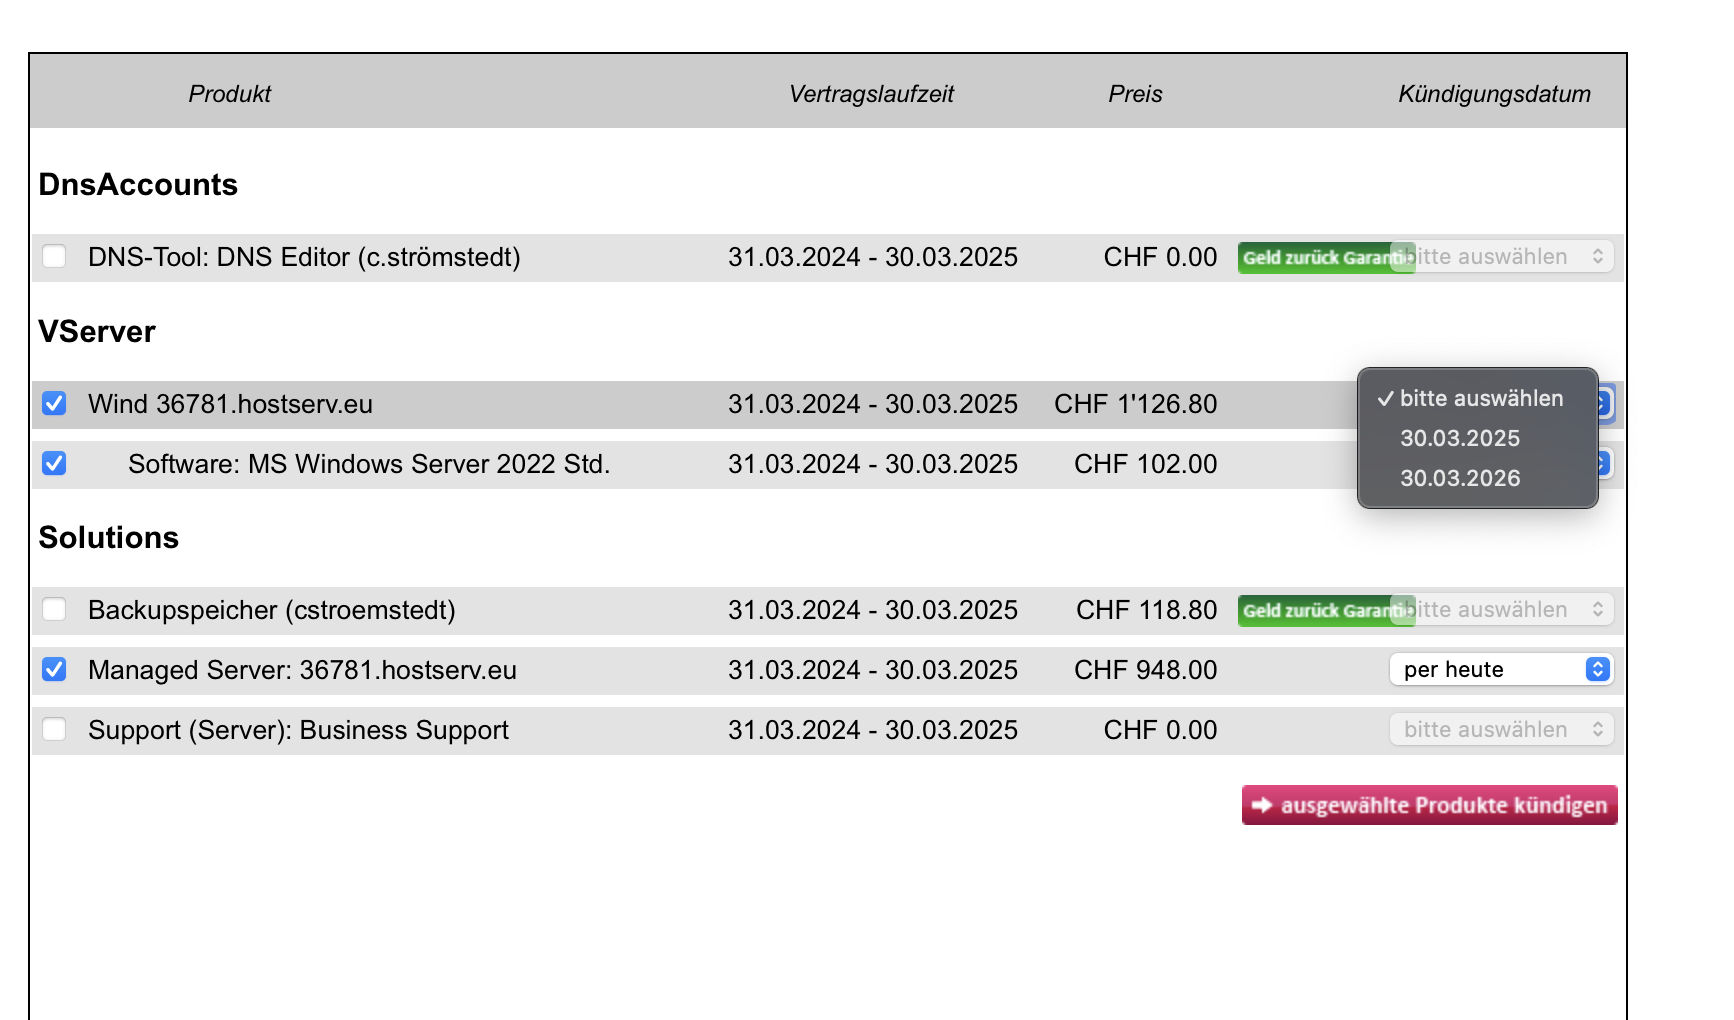 Produkt Vertragslaufzeit Preis Kündigungsdatum
DnsAccounts
DNS-Tool: DNS Editor (c.strömstedt) 31.03.2024 - 30.03.2025 CHF 0.00 Geld zurück Garantie bitte auswählen
VServer
Wind 36781.hostserv.eu 31.03.2024 - 30.03.2025 CHF 1'126.80
✓ bitte auswählen
30.03.2025
30.03.2026
Software: MS Windows Server 2022 Std. 31.03.2024 - 30.03.2025 CHF 102.00
Solutions
Backupspeicher (cstroemstedt) 31.03.2024 - 30.03.2025 CHF 118.80 Geld zurück Garantie bitte auswählen
Managed Server: 36781.hostserv.eu 31.03.2024 - 30.03.2025 CHF 948.00 per heute
Support (Server): Business Support 31.03.2024 - 30.03.2025 CHF 0.00 bitte auswählen
ausgewählte Produkte kündigen